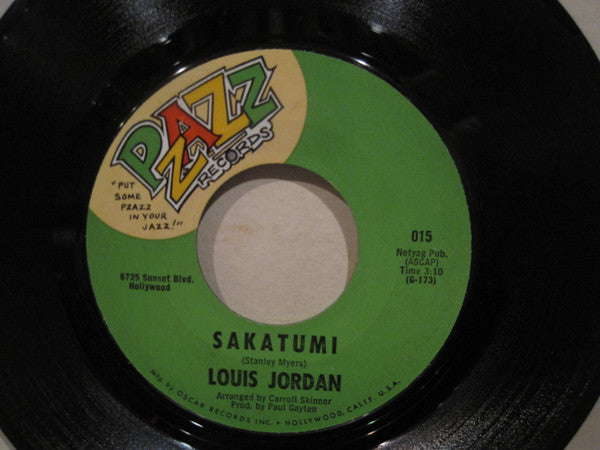 PZAZZ
RECORDS
"PUT
SOME
PZAZZ
IN YOUR
JAZZ!"
6725 Sunset Blvd.
Hollywood
015
Netyag Pub.
(ASCAP)
Time 3:10
(G-173)
SAKATUMI
(Stanley Myers)
LOUIS JORDAN
Arranged by Carroll Skinner
Prod. by Paul Gayten
MFD. BY OSCAR RECORDS INC. • HOLLYWOOD, CALIF. U.S.A.